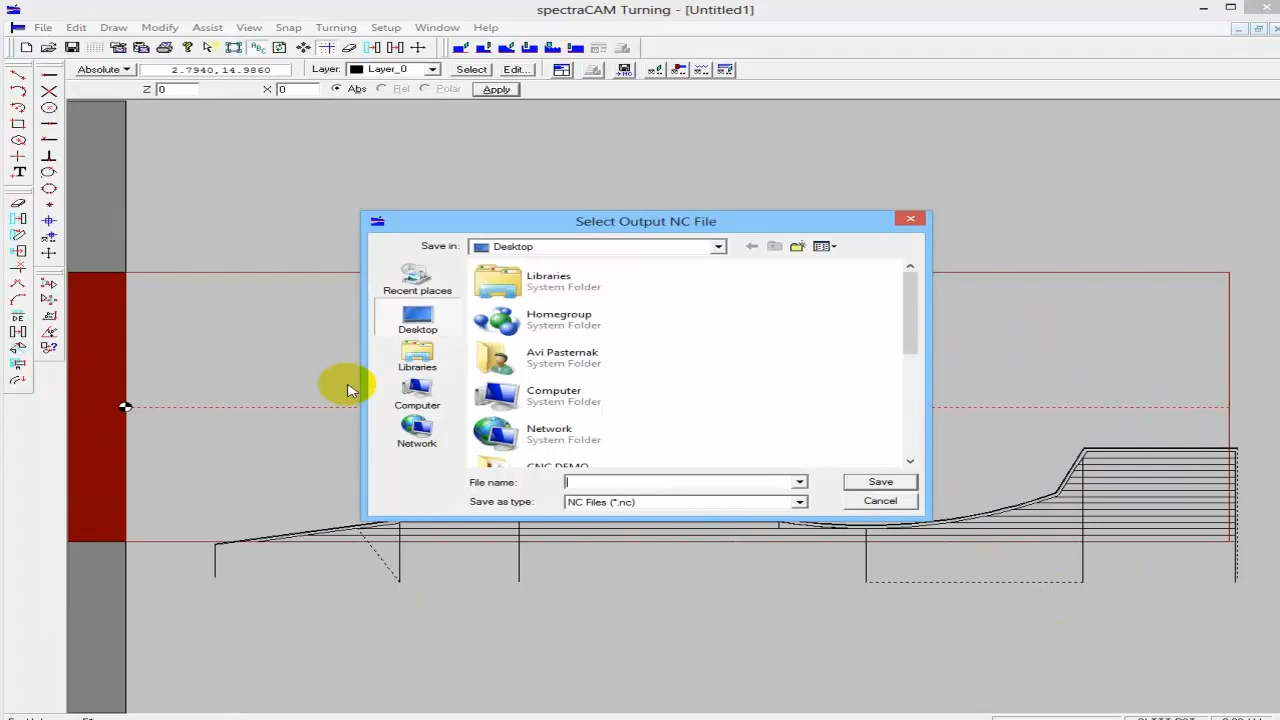 spectraCAM Turning - [Untitled1]
File Edit Draw Modify Assist View Snap Turning Setup Window Help
Absolute 2.7940,14.9860 Layer: Layer_0 Select Edit...
Z 0 X 0 Abs Rel Polar Apply
Select Output NC File
Save in: Desktop
Recent places
Desktop
Libraries
Computer
Network
Libraries
System Folder
Homegroup
System Folder
Avi Pasternak
System Folder
Computer
System Folder
Network
System Folder
CNC DEMO
File name: Save
Save as type: NC Files (*.nc) Cancel